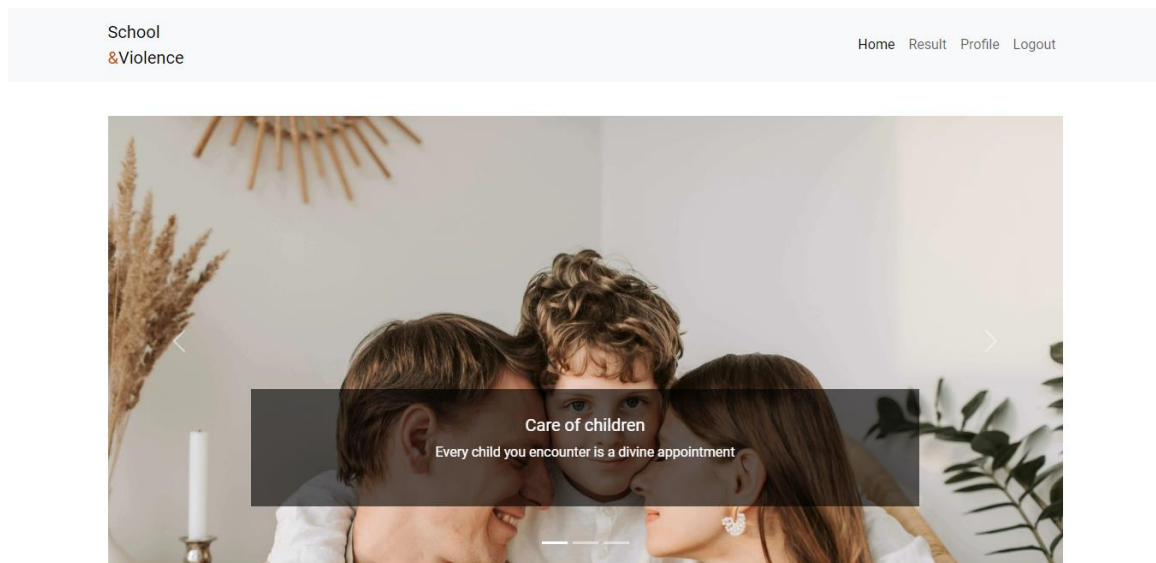 School
&Violence
Home Result Profile Logout
Care of children
Every child you encounter is a divine appointment